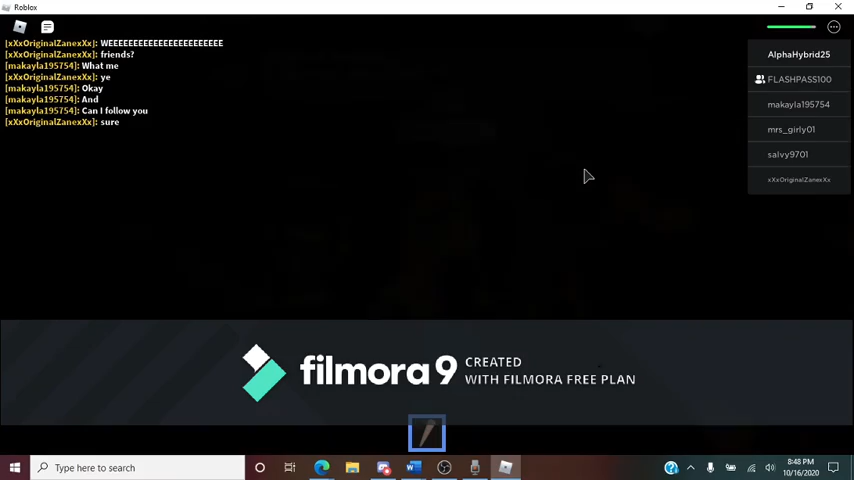 Roblox
[xXxOriginalZanexXx]: WEEEEEEEEEEEEEEEEEEEEEEE
[xXxOriginalZanexXx]: friends?
[makayla195754]: What me
[xXxOriginalZanexXx]: ye
[makayla195754]: Okay
[makayla195754]: And
[makayla195754]: Can I follow you
[xXxOriginalZanexXx]: sure
AlphaHybrid25
FLASHPASS100
makayla195754
mrs_girly01
salvy9701
xXxOriginalZanexXx
filmora 9
CREATED
WITH FILMORA FREE PLAN
Type here to search
8:48 PM
10/16/2020